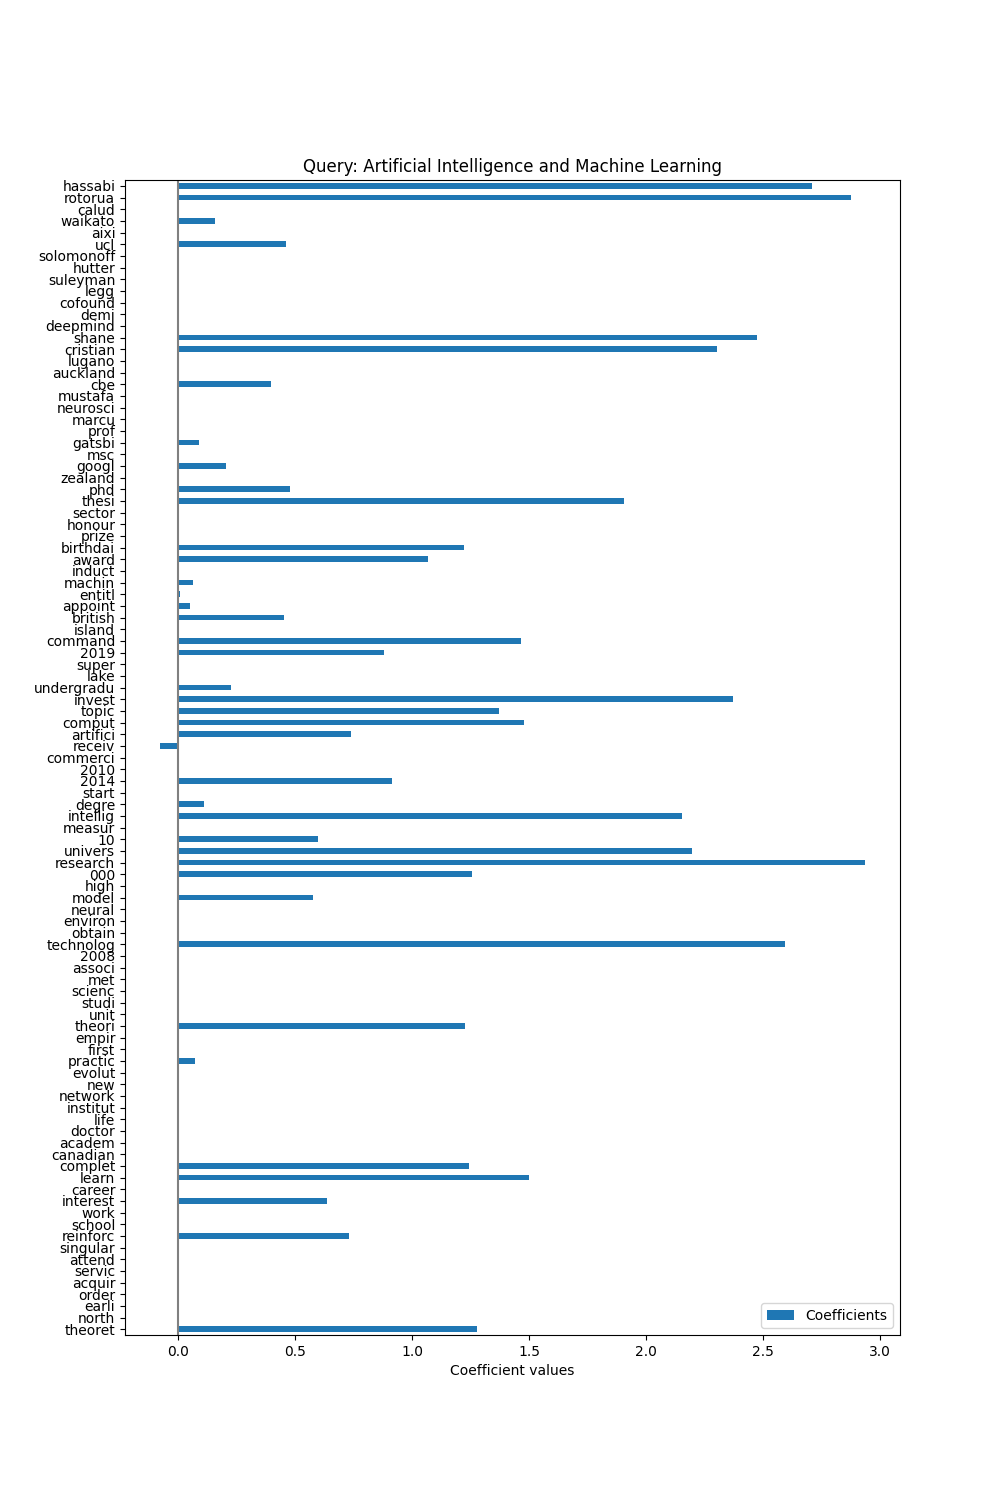 Query: Artificial Intelligence and Machine Learning
hassabi
rotorua
calud
waikato
aixi
ucl
solomonoff
hutter
suleyman
legg
cofound
demi
deepmind
shane
cristian
lugano
auckland
cbe
mustafa
neurosci
marcu
prof
gatsbi
msc
googl
zealand
phd
thesi
sector
honour
prize
birthdai
award
induct
machin
entitl
appoint
british
island
command
2019
super
lake
undergradu
invest
topic
comput
artifici
receiv
commerci
2010
2014
start
degre
intellig
measur
10
univers
research
000
high
model
neural
environ
obtain
technolog
2008
associ
met
scienc
studi
unit
theori
empir
first
practic
evolut
new
network
institut
life
doctor
academ
canadian
complet
learn
career
interest
work
school
reinforc
singular
attend
servic
acquir
order
earli
north
theoret
Coefficients
0.0 0.5 1.0 1.5 2.0 2.5 3.0
Coefficient values